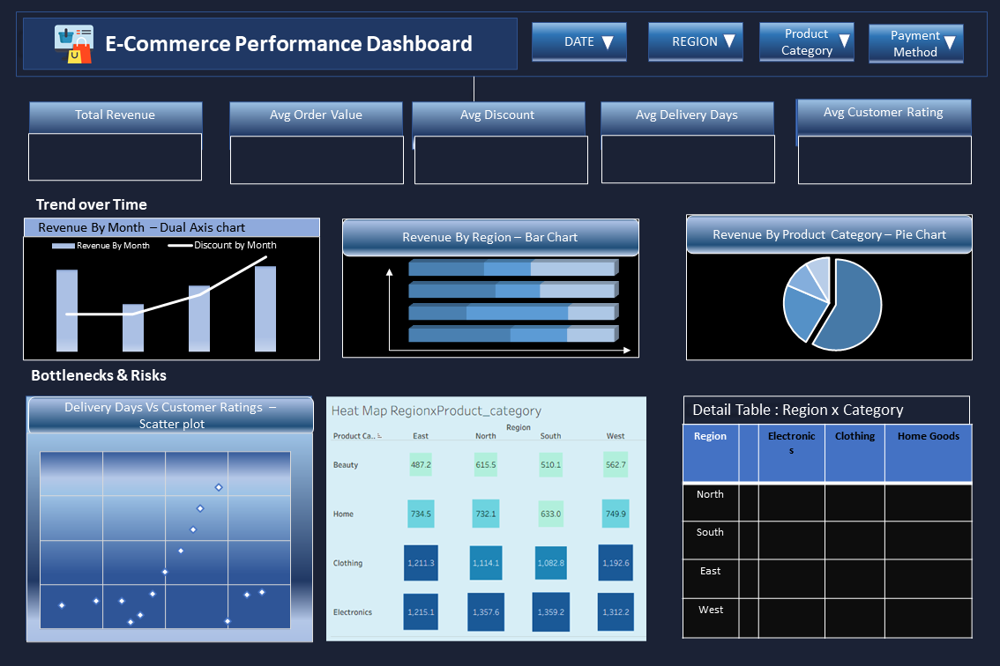 E-Commerce Performance Dashboard
DATE
REGION
Product
Category
Payment
Method
Total Revenue
Avg Order Value
Avg Discount
Avg Delivery Days
Avg Customer Rating
Trend over Time
Revenue By Month – Dual Axis chart
Revenue By Month
Discount by Month
Revenue By Region – Bar Chart
Revenue By Product Category – Pie Chart
Bottlenecks & Risks
Delivery Days Vs Customer Ratings –
Scatter plot
Heat Map RegionxProduct_category
Region
Product Ca.. East North South West
Beauty 487.2 615.5 510.1 562.7
Home 734.5 732.1 633.0 749.9
Clothing 1,211.3 1,114.1 1,082.8 1,192.6
Electronics 1,215.1 1,357.6 1,359.2 1,312.2
Detail Table : Region x Category
Region Electronic Clothing Home Goods
s
North
South
East
West